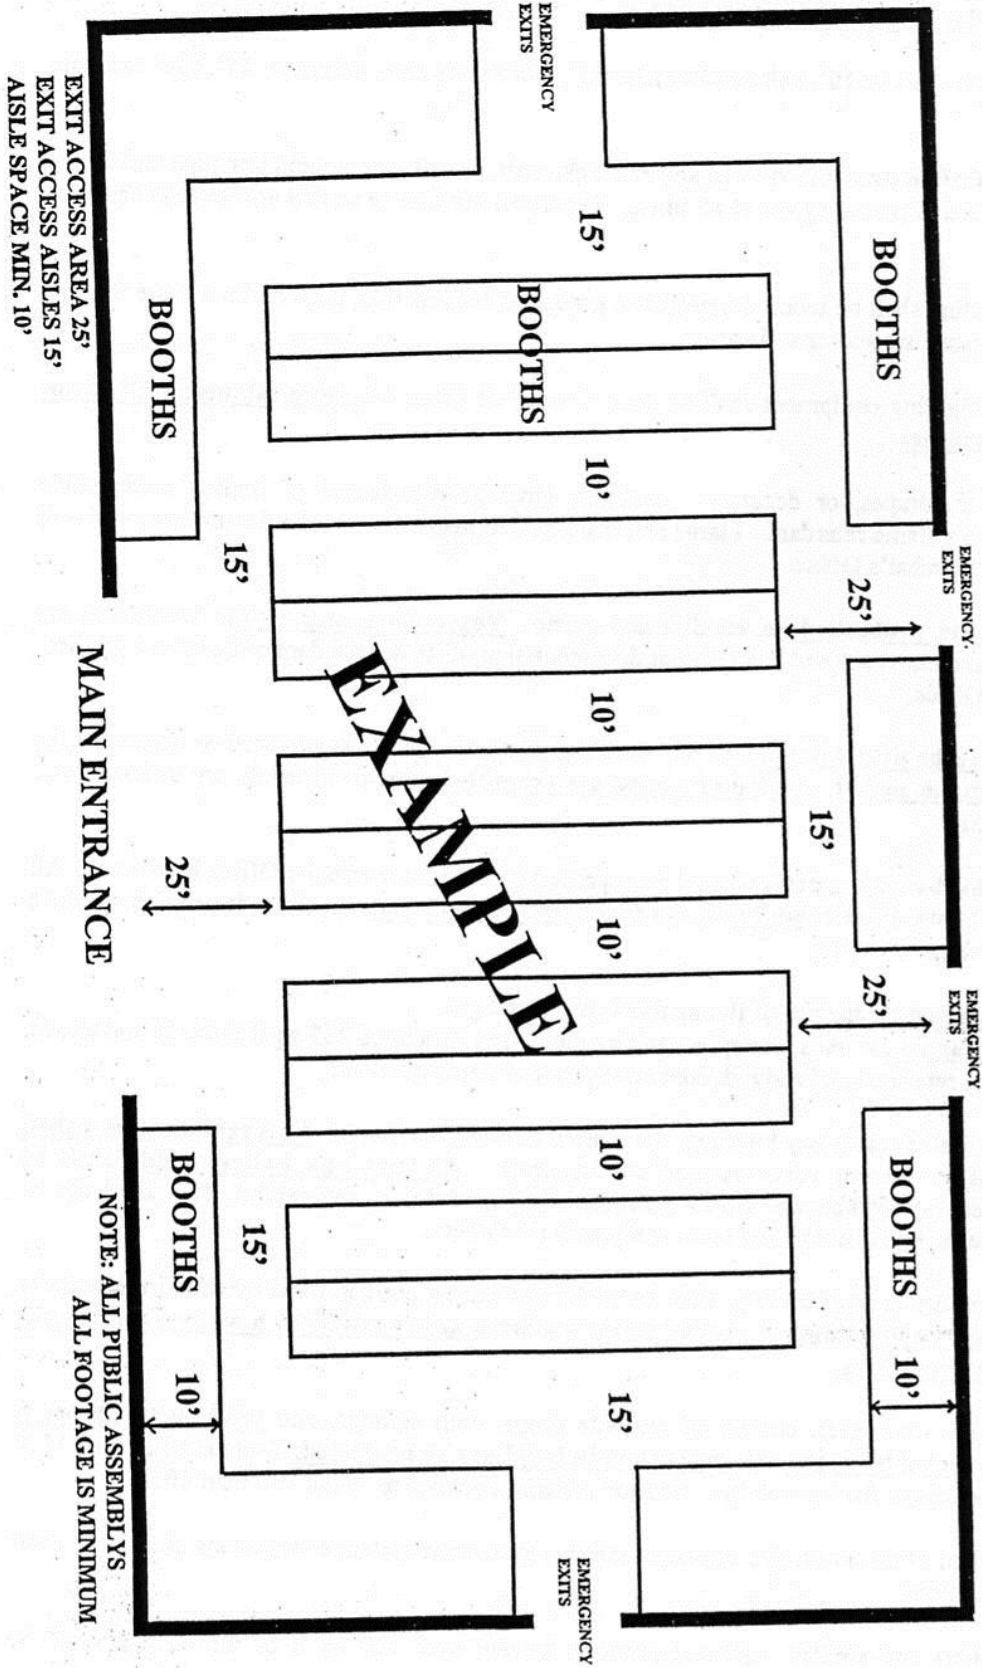 EMERGENCY.
EXITS
EMERGENCY
EXITS
BOOTHS
25'
25'
BOOTHS
10'
15'
EMERGENCY
EXITS
15'
BOOTHS
10'
10'
10'
10'
15'
EMERGENCY
EXITS
EXAMPLE
15'
15'
BOOTHS
25'
BOOTHS
10'
MAIN ENTRANCE
EXIT ACCESS AREA 25'
EXIT ACCESS AISLES 15'
AISLE SPACE MIN. 10'
NOTE: ALL PUBLIC ASSEMBLYS
ALL FOOTAGE IS MINIMUM